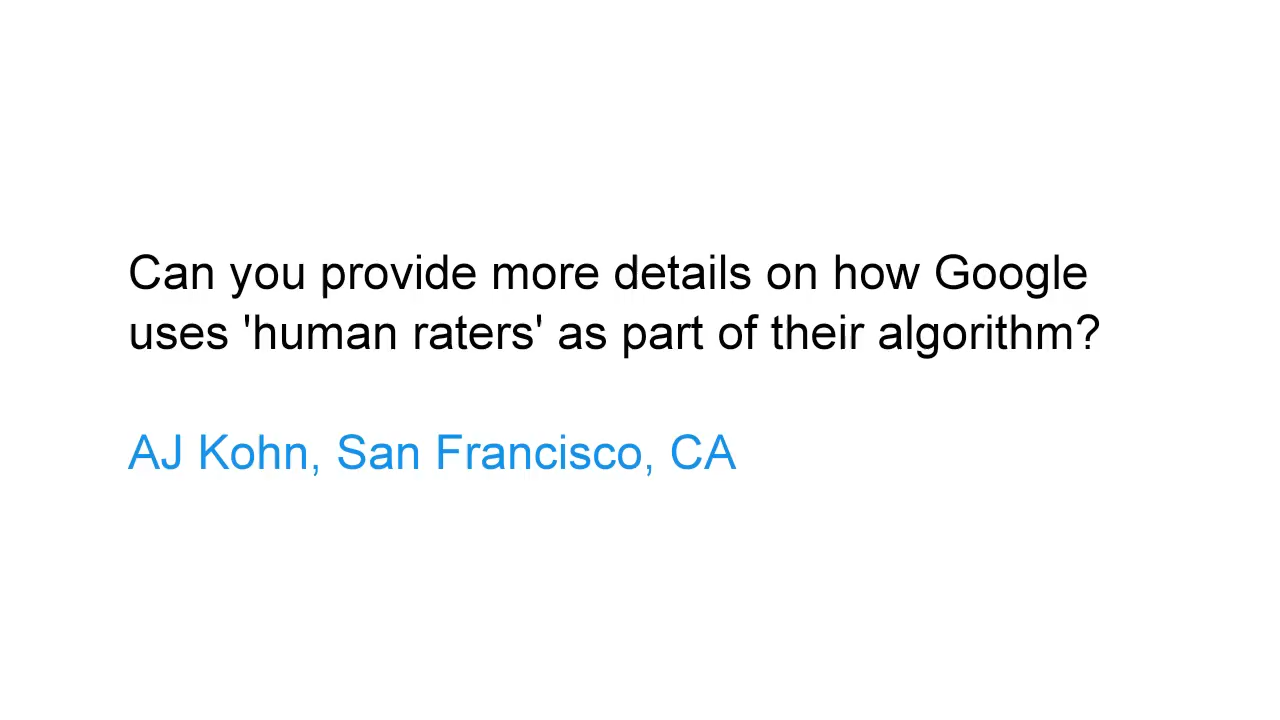 Can you provide more details on how Google
uses 'human raters' as part of their algorithm?
AJ Kohn, San Francisco, CA